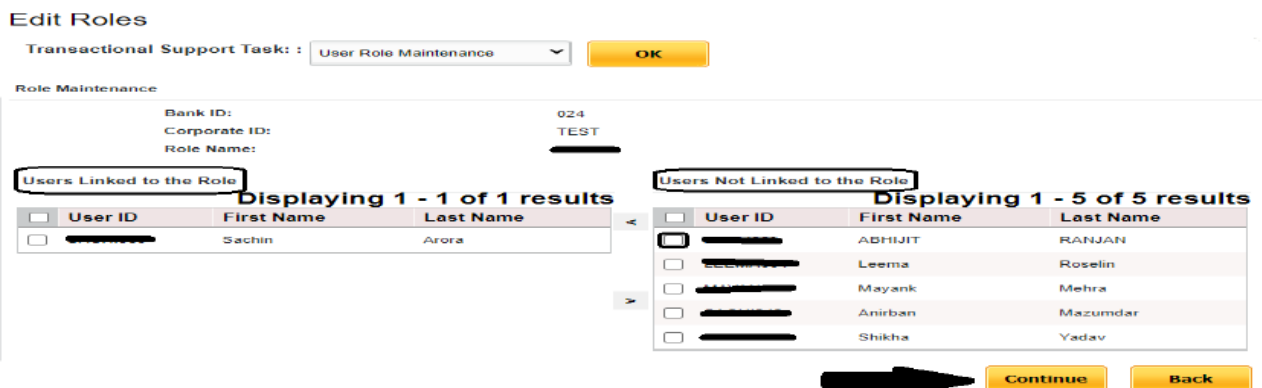 Edit Roles
Transactional Support Task: : User Role Maintenance OK
Role Maintenance
Bank ID: 024
Corporate ID: TEST
Role Name:
Users Linked to the Role
Displaying 1 - 1 of 1 results
User ID First Name Last Name
Sachin Arora
<
>
Users Not Linked to the Role
Displaying 1 - 5 of 5 results
User ID First Name Last Name
ABHIJIT RANJAN
Leema Roselin
Mayank Mehra
Anirban Mazumdar
Shikha Yadav
Continue Back